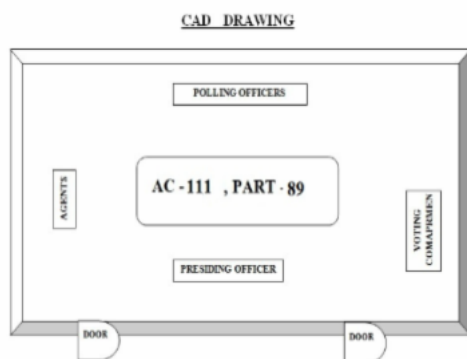 CAD DRAWING
POLLING OFFICERS
AGENTS
AC -111 , PART - 89
VOTING
COMAPRMEN
PRESIDING OFFICER
DOOR
DOOR